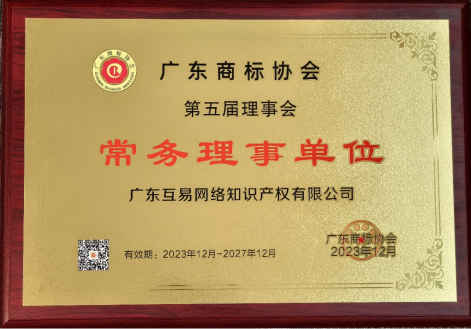 广东商标协会
第五届理事会
常务理事单位
广东互易网络知识产权有限公司
有效期：2023年12月-2027年12月
广东商标协会
2023年12月